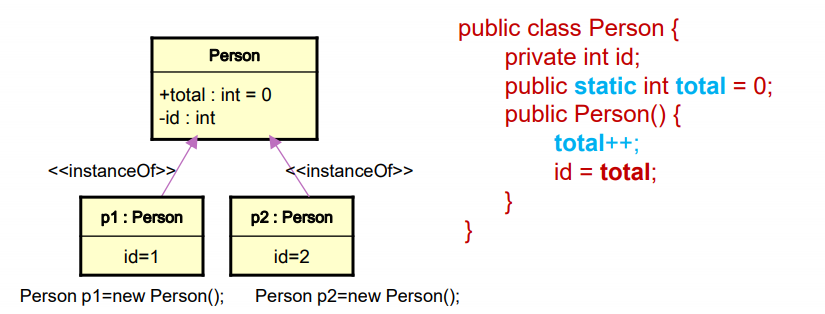 Person
+total : int = 0
-id : int
<<instanceOf>>
<<instanceOf>>
p1 : Person
id=1
p2 : Person
id=2
Person p1=new Person();
Person p2=new Person();
public class Person {
private int id;
public static int total = 0;
public Person() {
total++;
id = total;
}
}